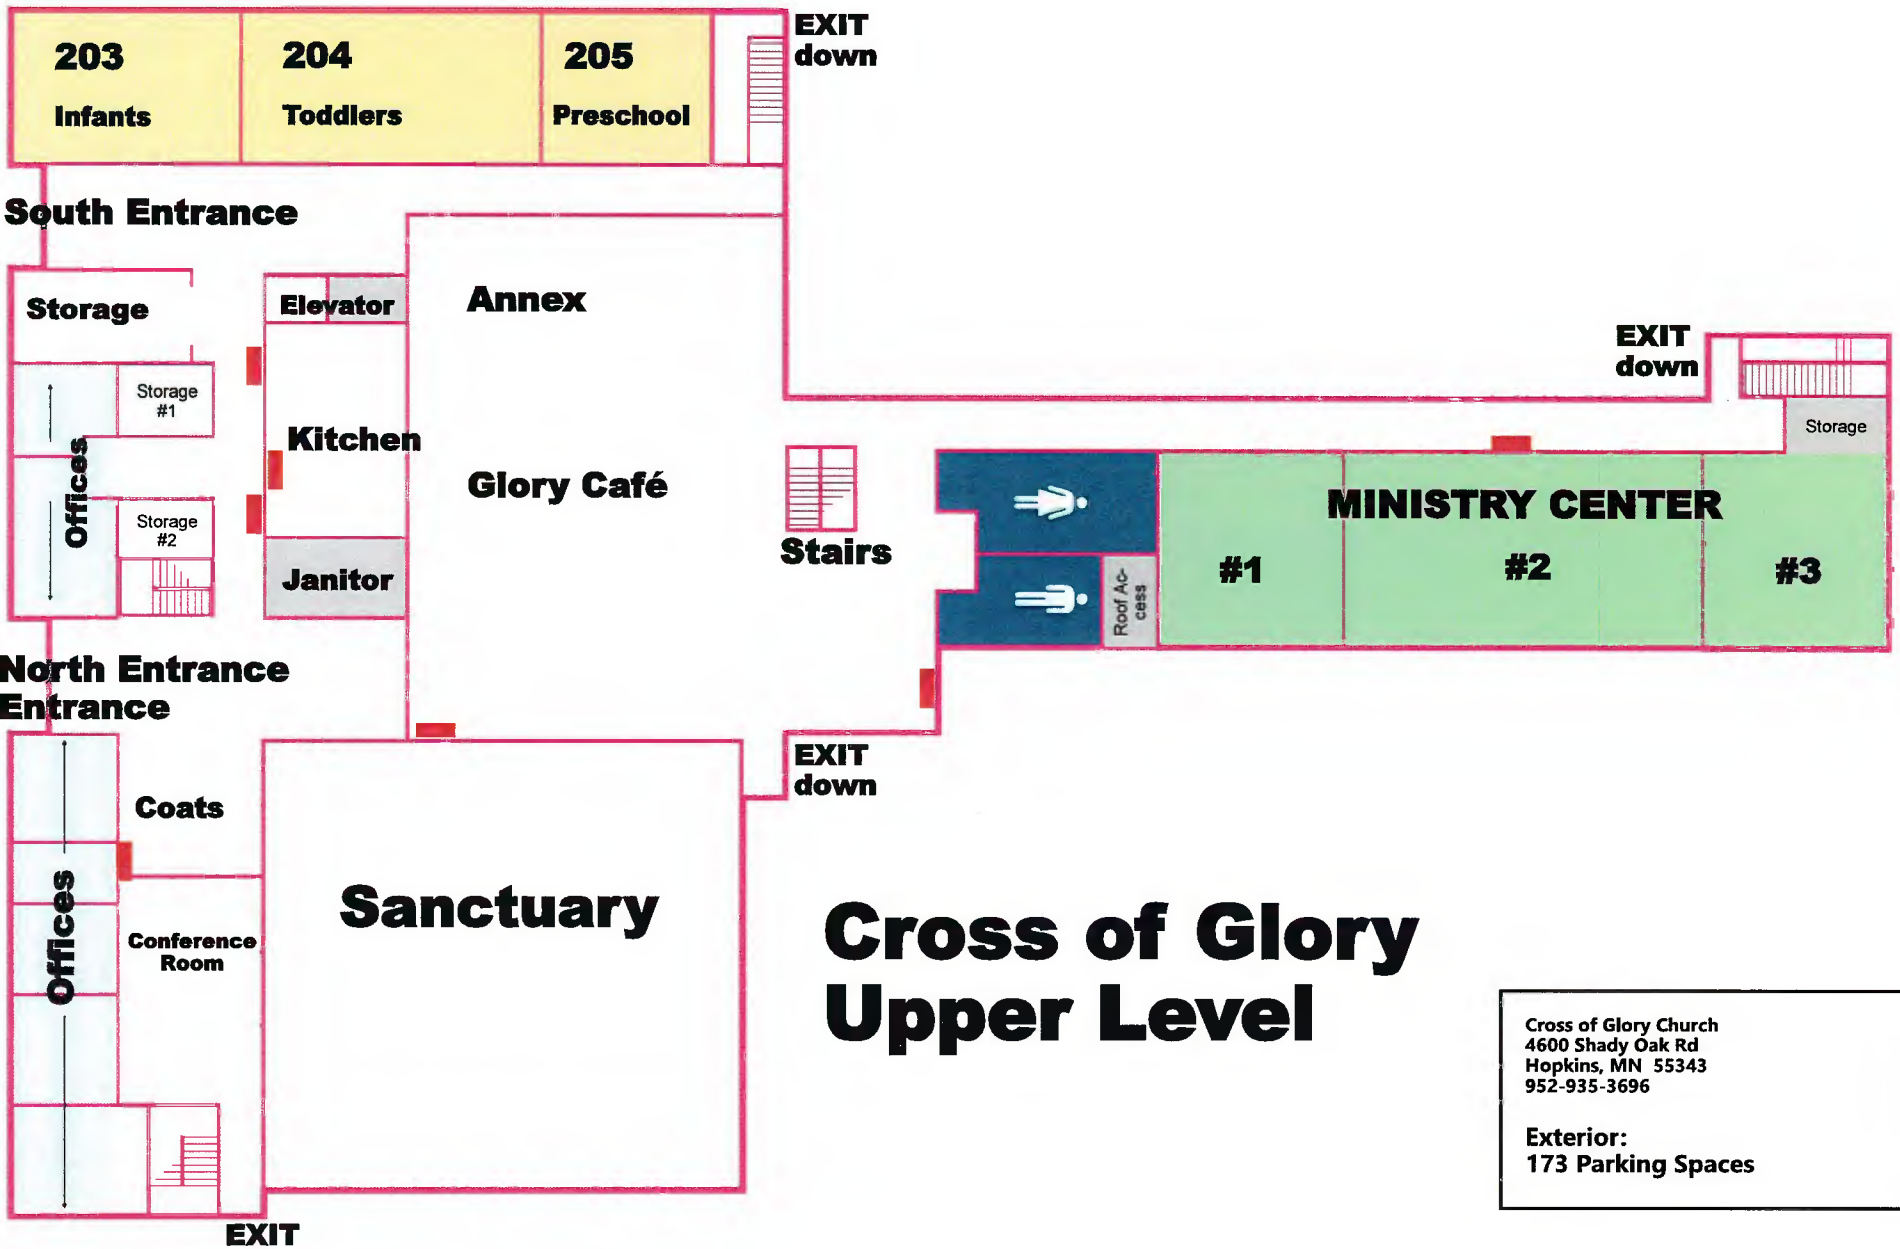 203
Infants
204
Toddlers
205
Preschool
EXIT
down
South Entrance
Storage
Elevator
Annex
EXIT
down
Storage
#1
Storage
Kitchen
Offices
Glory Café
MINISTRY CENTER
Storage
#2
Stairs
Janitor
#1
#2
#3
Roof Ac-
cess
North Entrance
Entrance
EXIT
down
Coats
Offices
Conference
Room
Sanctuary
Cross of Glory
Upper Level
Cross of Glory Church
4600 Shady Oak Rd
Hopkins, MN 55343
952-935-3696
Exterior:
173 Parking Spaces
EXIT